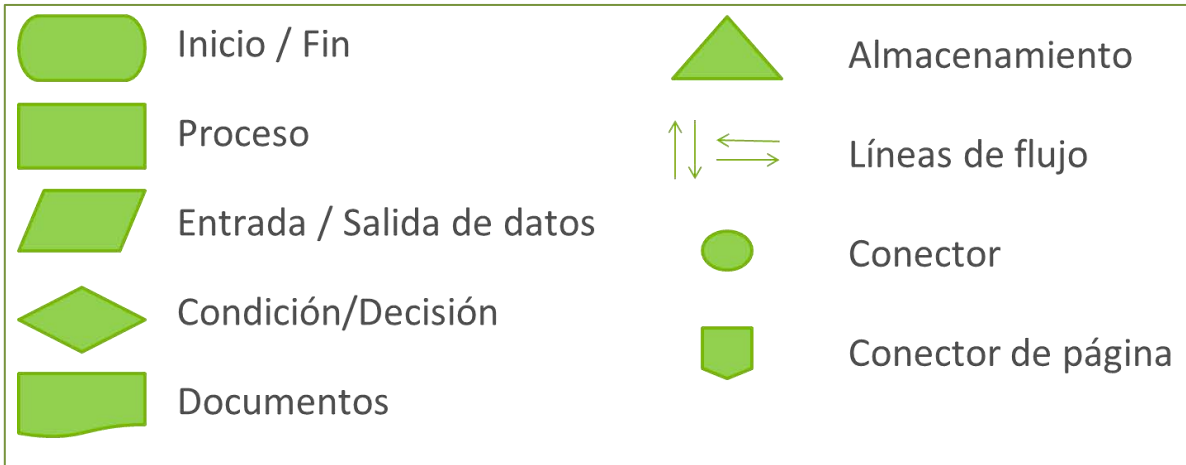 Inicio / Fin
Proceso
Entrada / Salida de datos
Condición/Decisión
Documentos
Almacenamiento
Líneas de flujo
Conector
Conector de página